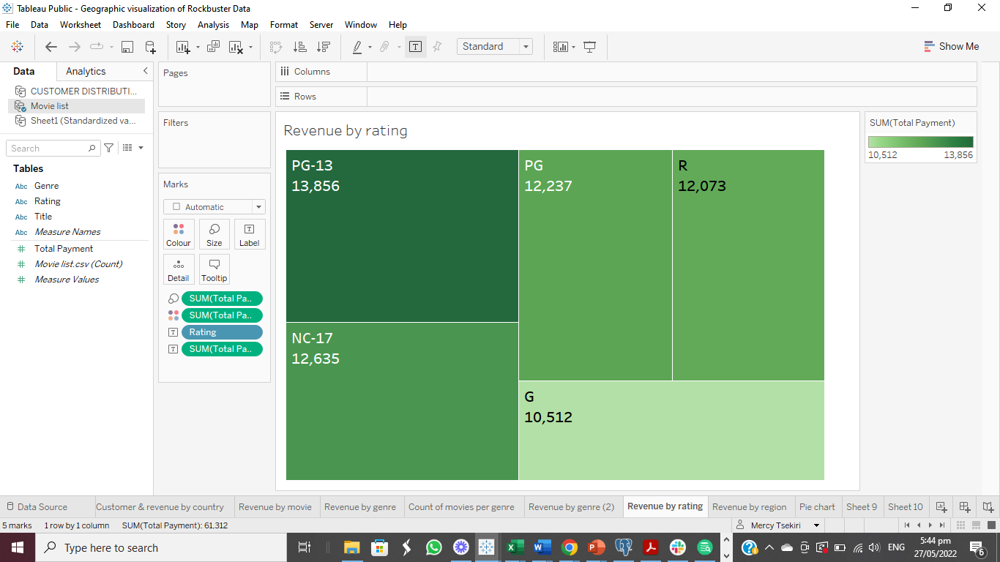 Tableau Public - Geographic visualization of Rockbuster Data
File Data Worksheet Dashboard Story Analysis Map Format Server Window Help
Standard
Show Me
Data Analytics
CUSTOMER DISTRIBUTI...
Movie list
Sheet1 (Standardized va...
Search
Tables
Abc Genre
Abc Rating
Abc Title
Abc Measure Names
# Total Payment
# Movie list.csv (Count)
# Measure Values
Pages
Filters
Marks
Automatic
Colour Size Label
Detail Tooltip
SUM(Total Pa..
SUM(Total Pa..
Rating
SUM(Total Pa..
Columns
Rows
Revenue by rating
PG-13
13,856
NC-17
12,635
PG
12,237
R
12,073
G
10,512
SUM(Total Payment)
10,512 13,856
Data Source Customer & revenue by country Revenue by movie Revenue by genre Count of movies per genre Revenue by genre (2) Revenue by rating Revenue by region Pie chart Sheet 9 Sheet 10
5 marks 1 row by 1 column SUM(Total Payment): 61,312 Mercy Tsekiri
Type here to search
ENG
5:44 pm
27/05/2022
6